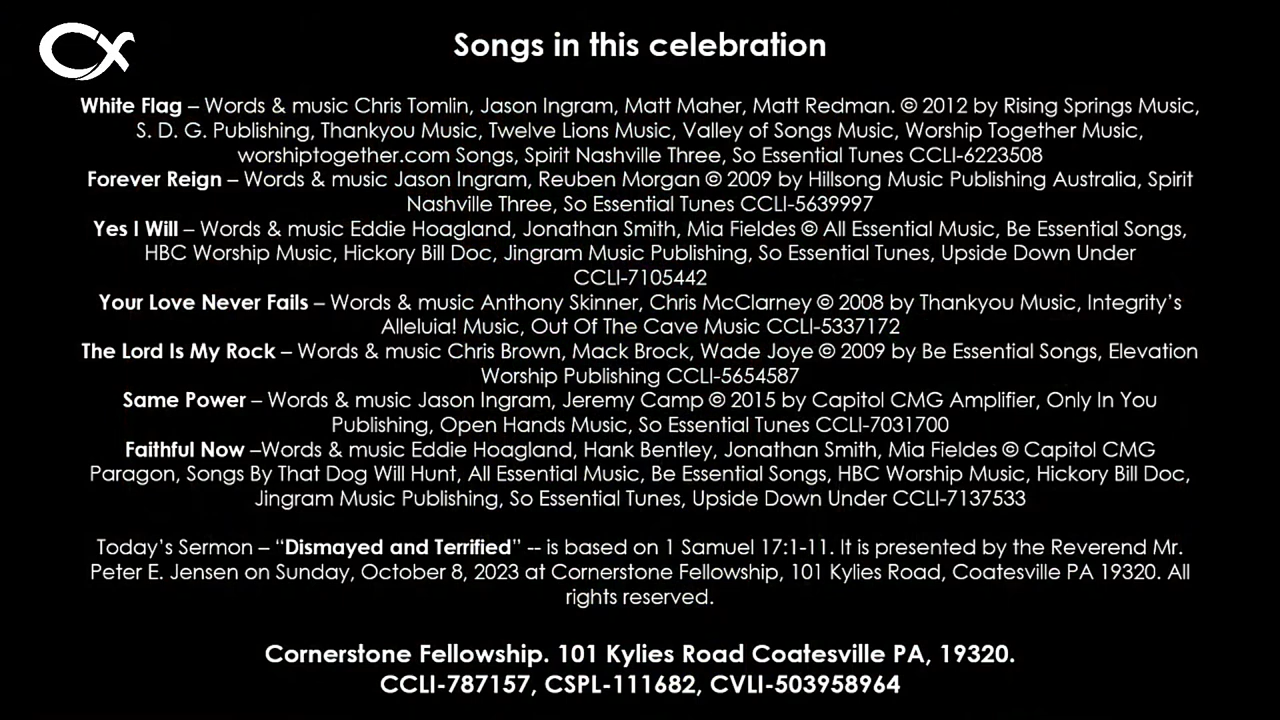 CX
Songs in this celebration
White Flag – Words & music Chris Tomlin, Jason Ingram, Matt Maher, Matt Redman. © 2012 by Rising Springs Music,
S. D. G. Publishing, Thankyou Music, Twelve Lions Music, Valley of Songs Music, Worship Together Music,
worshiptogether.com Songs, Spirit Nashville Three, So Essential Tunes CCLI-6223508
Forever Reign – Words & music Jason Ingram, Reuben Morgan © 2009 by Hillsong Music Publishing Australia, Spirit
Nashville Three, So Essential Tunes CCLI-5639997
Yes I Will – Words & music Eddie Hoagland, Jonathan Smith, Mia Fieldes © All Essential Music, Be Essential Songs,
HBC Worship Music, Hickory Bill Doc, Jingram Music Publishing, So Essential Tunes, Upside Down Under
CCLI-7105442
Your Love Never Fails – Words & music Anthony Skinner, Chris McClarney © 2008 by Thankyou Music, Integrity's
Alleluia! Music, Out Of The Cave Music CCLI-5337172
The Lord Is My Rock – Words & music Chris Brown, Mack Brock, Wade Joye © 2009 by Be Essential Songs, Elevation
Worship Publishing CCLI-5654587
Same Power – Words & music Jason Ingram, Jeremy Camp © 2015 by Capitol CMG Amplifier, Only In You
Publishing, Open Hands Music, So Essential Tunes CCLI-7031700
Faithful Now –Words & music Eddie Hoagland, Hank Bentley, Jonathan Smith, Mia Fieldes © Capitol CMG
Paragon, Songs By That Dog Will Hunt, All Essential Music, Be Essential Songs, HBC Worship Music, Hickory Bill Doc,
Jingram Music Publishing, So Essential Tunes, Upside Down Under CCLI-7137533
Today's Sermon – “Dismayed and Terrified” -- is based on 1 Samuel 17:1-11. It is presented by the Reverend Mr.
Peter E. Jensen on Sunday, October 8, 2023 at Cornerstone Fellowship, 101 Kylies Road, Coatesville PA 19320. All
rights reserved.
Cornerstone Fellowship. 101 Kylies Road Coatesville PA, 19320.
CCLI-787157, CSPL-111682, CVLI-503958964